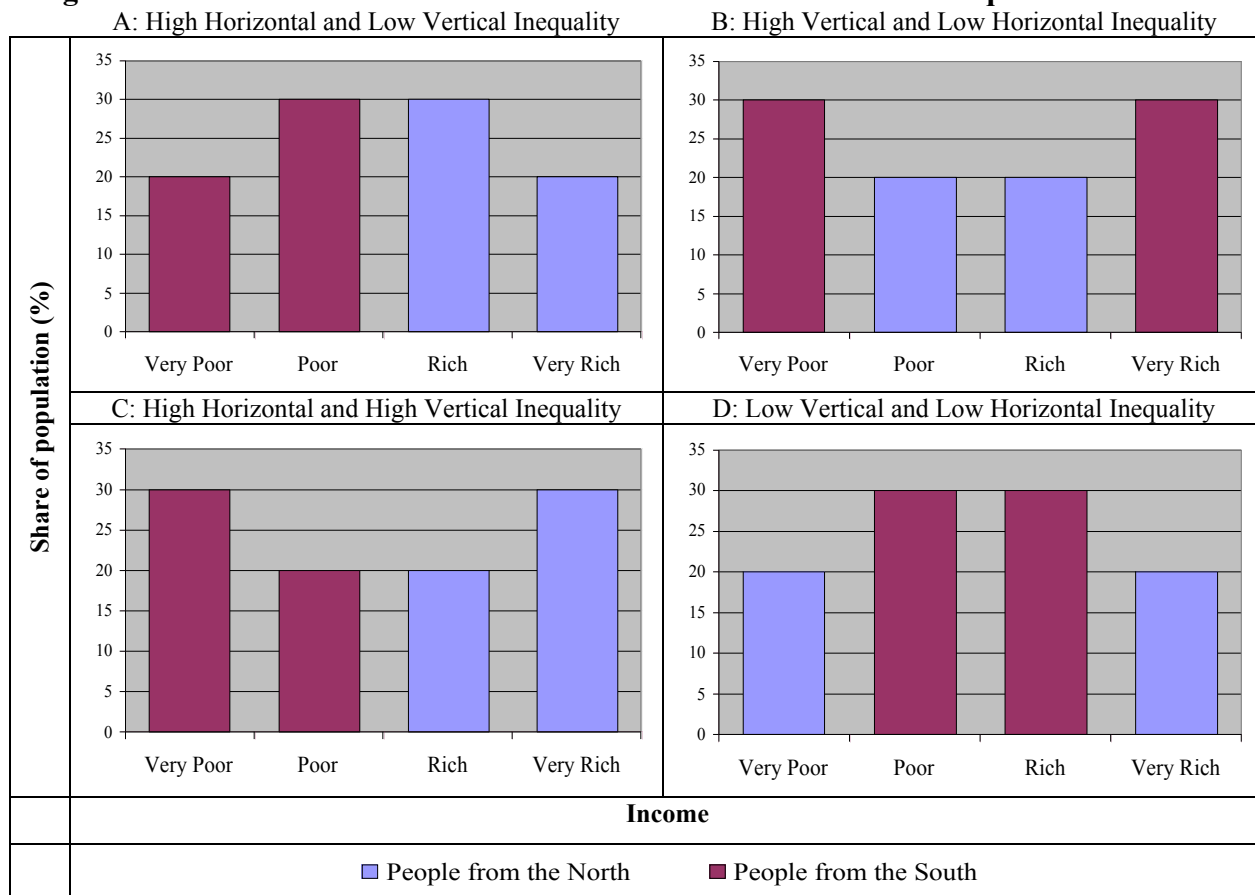 A: High Horizontal and Low Vertical Inequality
B: High Vertical and Low Horizontal Inequality
Share of population (%)
35
30
25
20
15
10
5
0
Very Poor Poor Rich Very Rich
35
30
25
20
15
10
5
0
Very Poor Poor Rich Very Rich
C: High Horizontal and High Vertical Inequality
D: Low Vertical and Low Horizontal Inequality
35
30
25
20
15
10
5
0
Very Poor Poor Rich Very Rich
35
30
25
20
15
10
5
0
Very Poor Poor Rich Very Rich
Income
People from the North People from the South